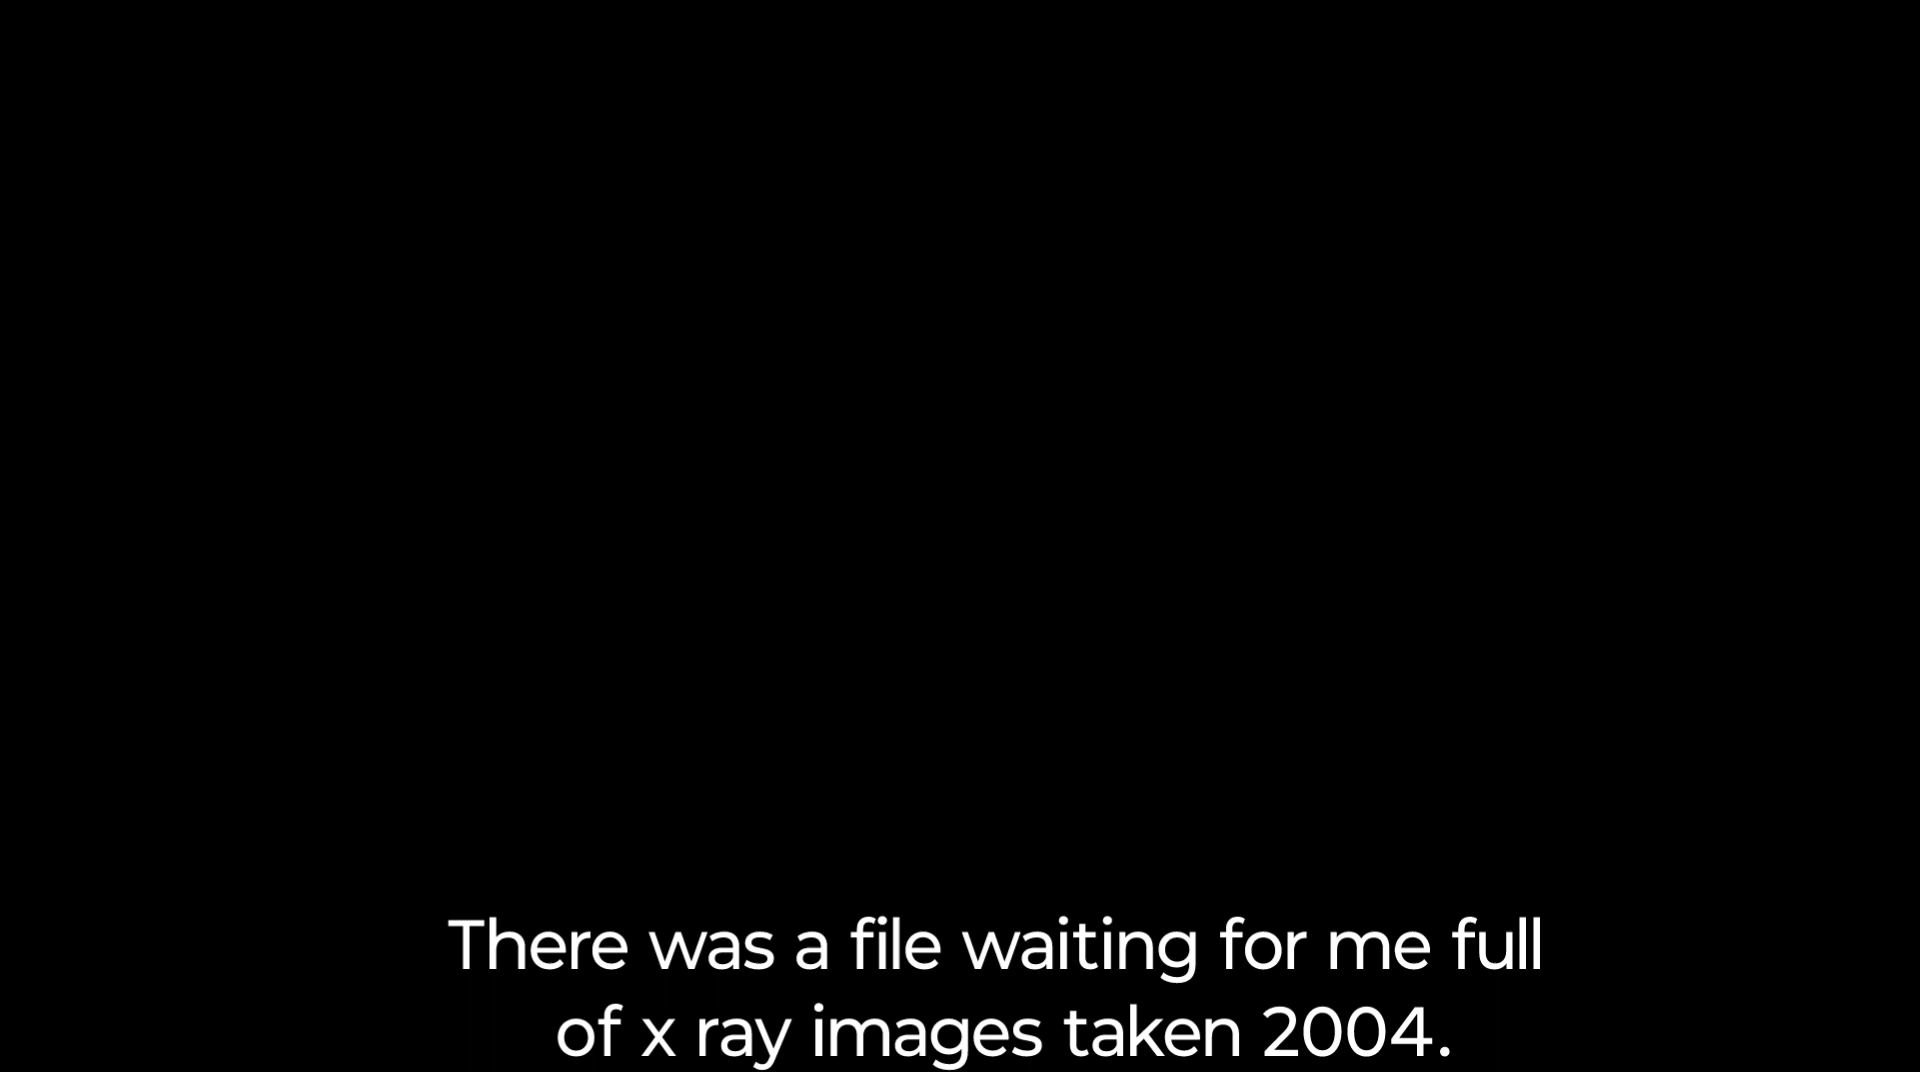 There was a file waiting for me full
of x ray images taken 2004.